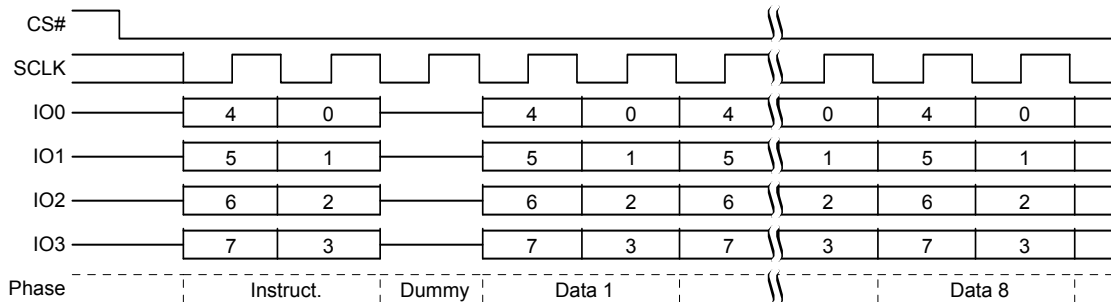 CS#
SCLK
IO0 4 0 4 0 4 0 4 0
IO1 5 1 5 1 5 1 5 1
IO2 6 2 6 2 6 2 6 2
IO3 7 3 7 3 7 3 7 3
Phase Instruct. Dummy Data 1 Data 8